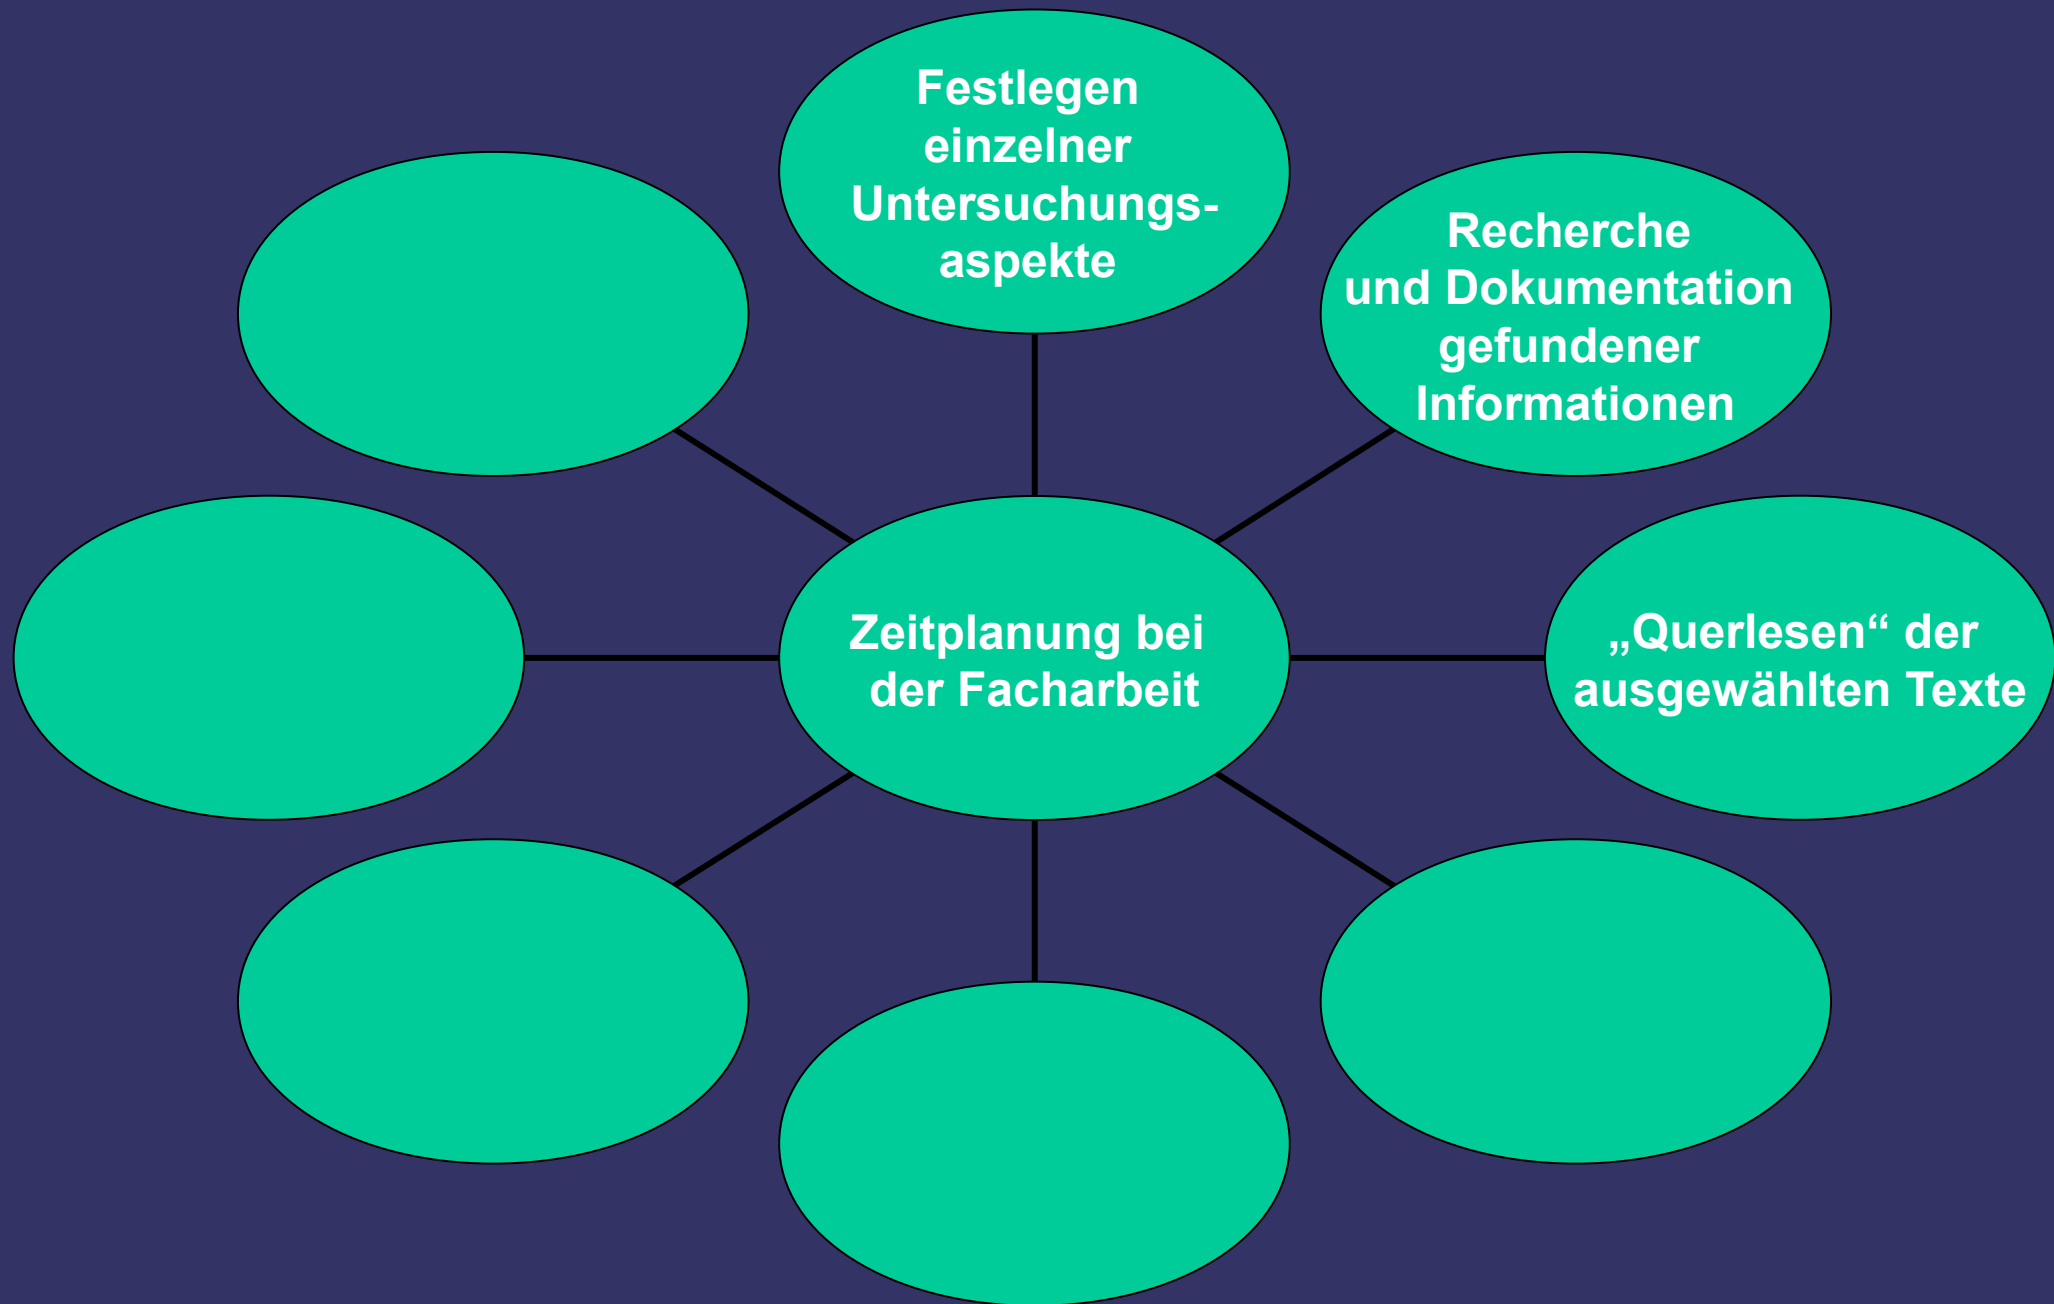 Festlegen
einzelner
Untersuchungs-
aspekte
Recherche
und Dokumentation
gefundener
Informationen
Zeitplanung bei
der Facharbeit
„Querlesen“ der
ausgewählten Texte